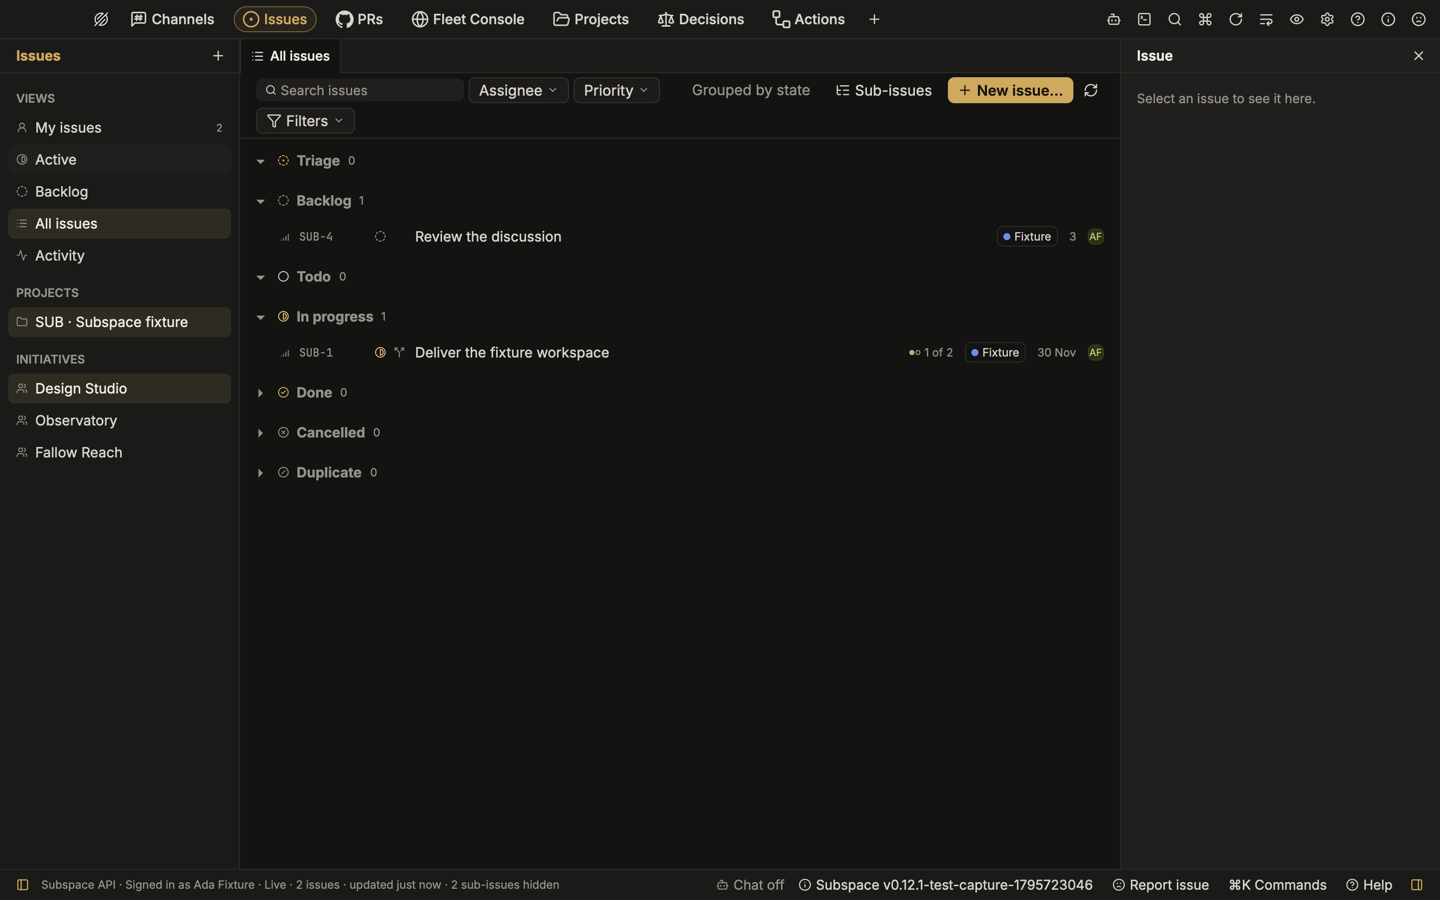 Channels Issues PRs Fleet Console Projects Decisions Actions
Issues
All issues
Issue
VIEWS
My issues 2
Active
Backlog
All issues
Activity
PROJECTS
SUB · Subspace fixture
INITIATIVES
Design Studio
Observatory
Fallow Reach
Search issues Assignee Priority Grouped by state Sub-issues New issue...
Filters
Triage 0
Backlog 1
SUB-4 Review the discussion Fixture 3 AF
Todo 0
In progress 1
SUB-1 Deliver the fixture workspace 1 of 2 Fixture 30 Nov AF
Done 0
Cancelled 0
Duplicate 0
Select an issue to see it here.
Subspace API · Signed in as Ada Fixture · Live · 2 issues · updated just now · 2 sub-issues hidden
Chat off Subspace v0.12.1-test-capture-1795723046 Report issue ⌘K Commands Help